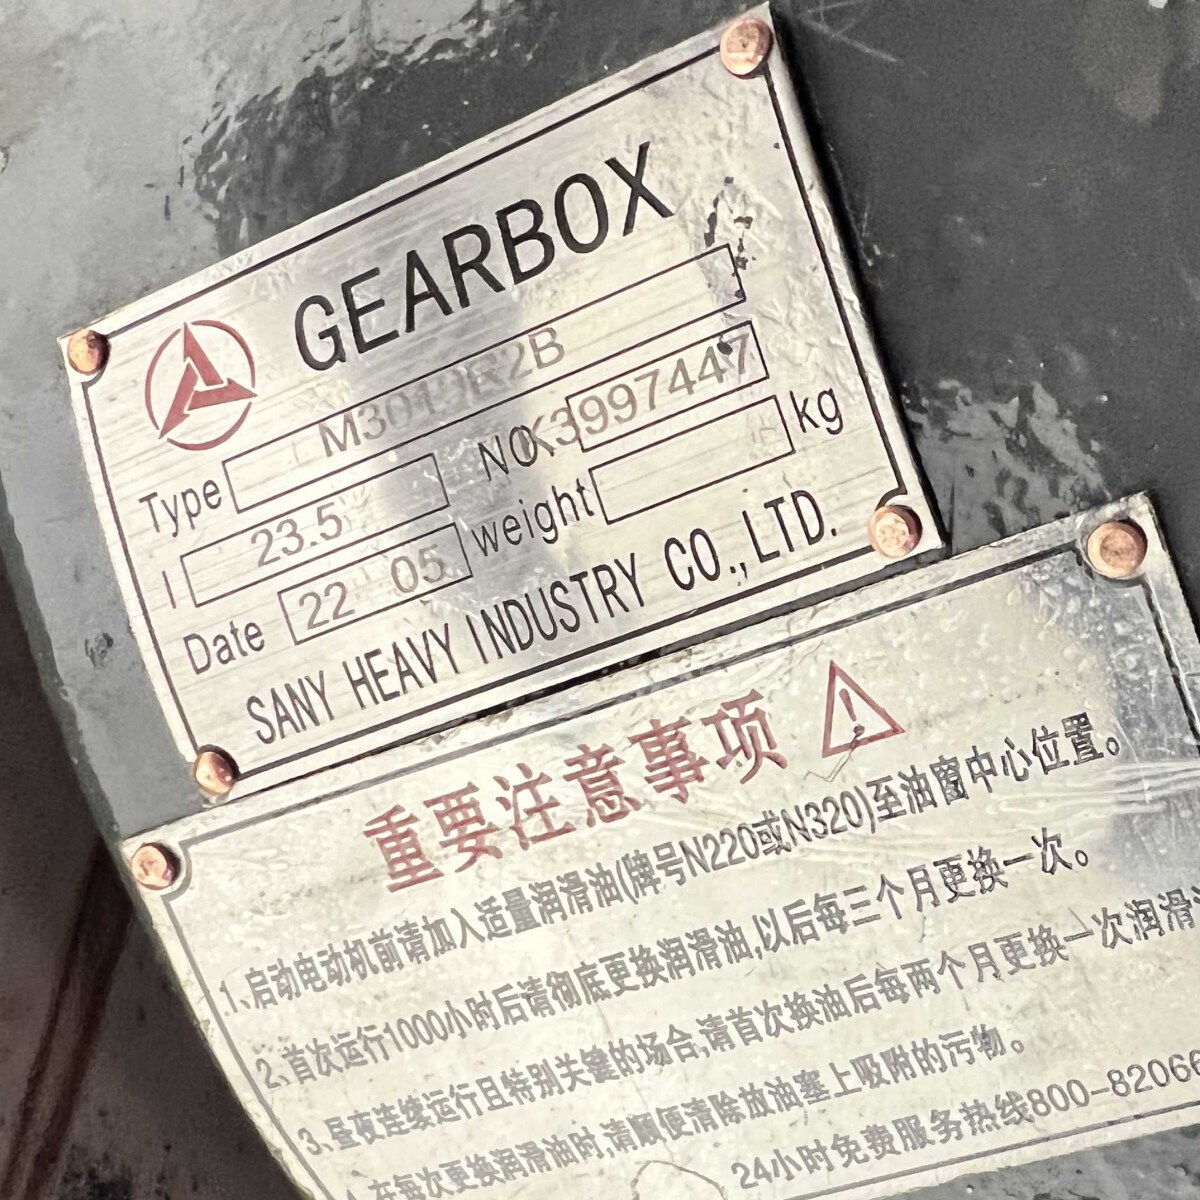 GEARBOX
Type M3019R2B
I 23.5 NO. K3997447
Date 22 05 weight kg
SANY HEAVY INDUSTRY CO.,LTD.
重要注意事项
1、启动电动机前请加入适量润滑油(牌号N220或N320)至油窗中心位置。
2、首次运行1000小时后请彻底更换润滑油,以后每三个月更换一次。
3、昼夜连续运行且特别关键的场合,请首次换油后每两个月更换一次润滑
在每次更换润滑油时,请顺便清除放油塞上吸附的污物。
24小时免费服务热线800-82066